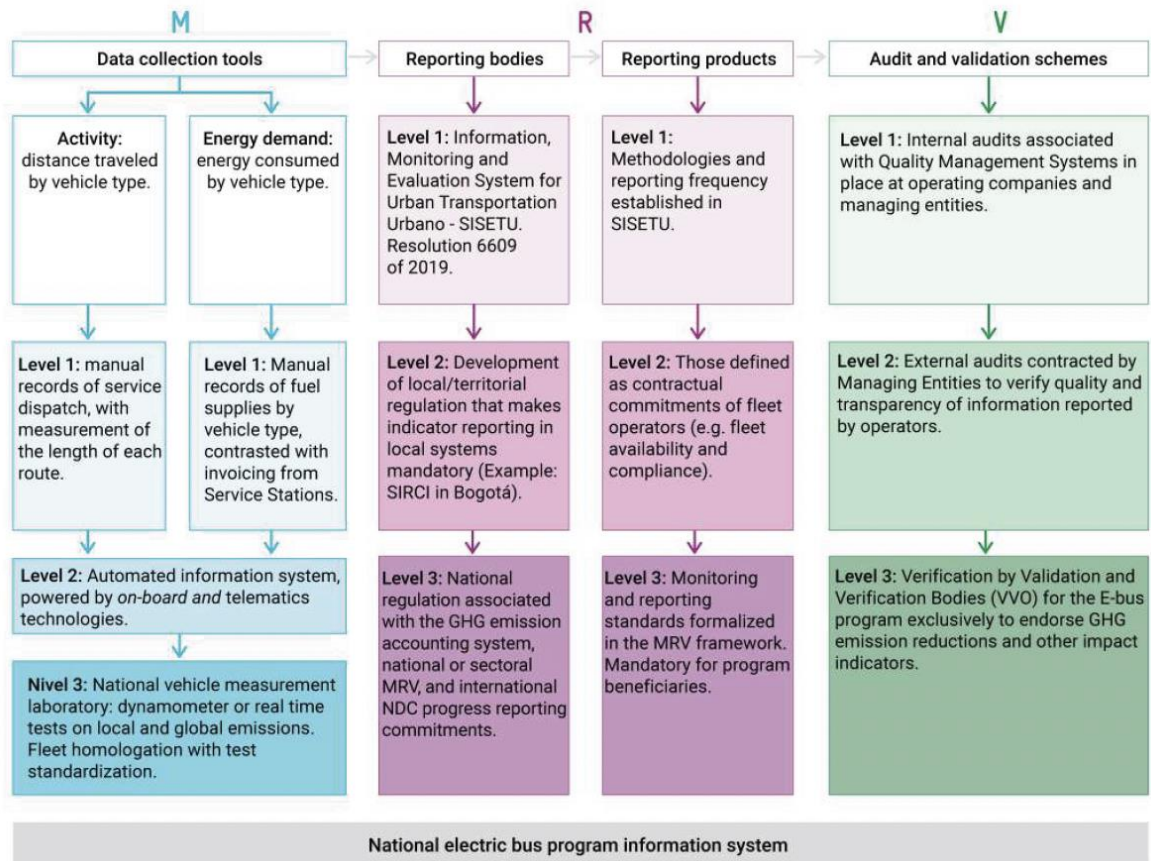 M
R
V
Data collection tools
Reporting bodies
Reporting products
Audit and validation schemes
Activity:
distance traveled
by vehicle type.
Energy demand:
energy consumed
by vehicle type.
Level 1: Information,
Monitoring and
Evaluation System for
Urban Transportation
Urbano - SISETU.
Resolution 6609
of 2019.
Level 1:
Methodologies and
reporting frequency
established in
SISETU.
Level 1: Internal audits associated
with Quality Management Systems in
place at operating companies and
managing entities.
Level 1: manual
records of service
dispatch, with
measurement of
the length of each
route.
Level 1: Manual
records of fuel
supplies by
vehicle type,
contrasted with
invoicing from
Service Stations.
Level 2: Development
of local/territorial
regulation that makes
indicator reporting in
local systems
mandatory (Example:
SIRCI in Bogotá).
Level 2: Those defined
as contractual
commitments of fleet
operators (e.g. fleet
availability and
compliance).
Level 2: External audits contracted by
Managing Entities to verify quality and
transparency of information reported
by operators.
Level 2: Automated information system,
powered by on-board and telematics
technologies.
Nivel 3: National vehicle measurement
laboratory: dynamometer or real time
tests on local and global emissions.
Fleet homologation with test
standardization.
Level 3: National
regulation associated
with the GHG emission
accounting system,
national or sectoral
MRV, and international
NDC progress reporting
commitments.
Level 3: Monitoring
and reporting
standards formalized
in the MRV framework.
Mandatory for program
beneficiaries.
Level 3: Verification by Validation and
Verification Bodies (VVO) for the E-bus
program exclusively to endorse GHG
emission reductions and other impact
indicators.
National electric bus program information system